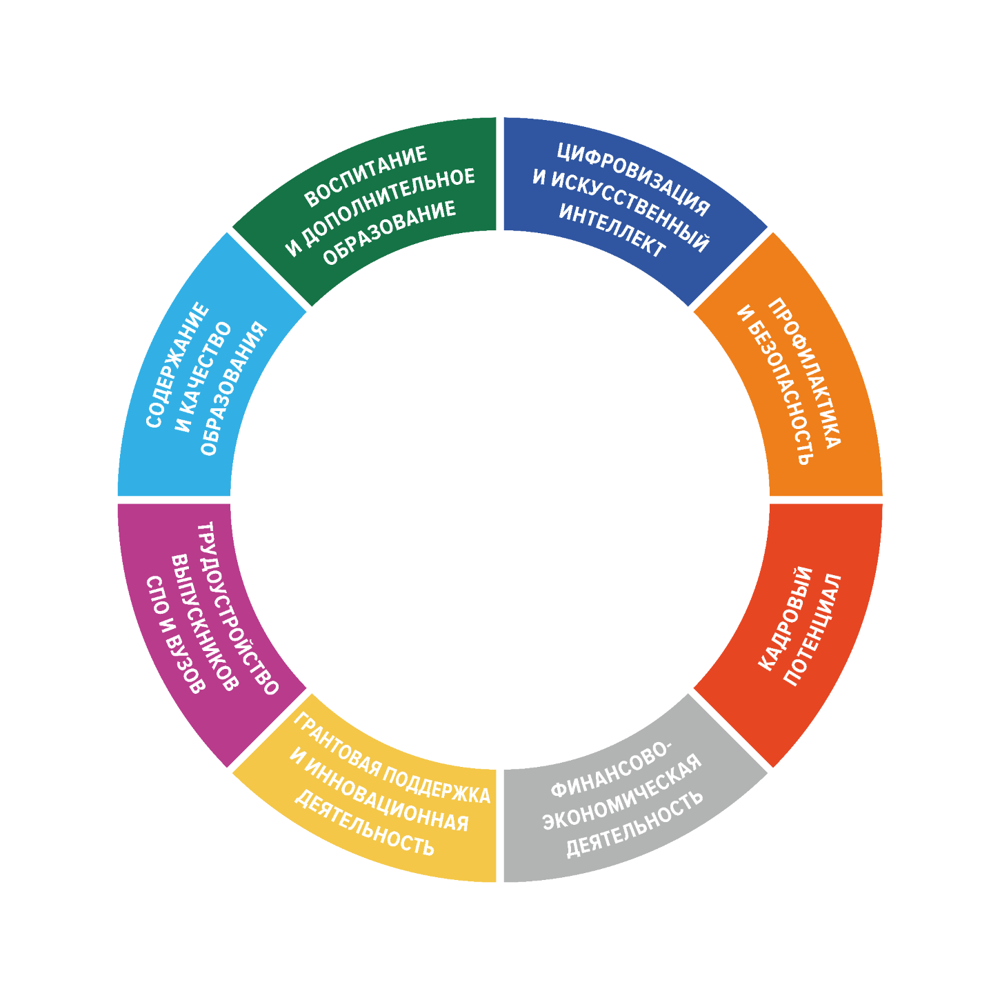 ЦИФРОВИЗАЦИЯ
И ИСКУССТВЕННЫЙ
ИНТЕЛЛЕКТ
ПРОФИЛАКТИКА
И БЕЗОПАСНОСТЬ
КАДРОВЫЙ
ПОТЕНЦИАЛ
ФИНАНСОВО-
ЭКОНОМИЧЕСКАЯ
ДЕЯТЕЛЬНОСТЬ
ГРАНТОВАЯ ПОДДЕРЖКА
И ИННОВАЦИОННАЯ
ДЕЯТЕЛЬНОСТЬ
ТРУДОУСТРОЙСТВО
ВЫПУСКНИКОВ
СПО И ВУЗОВ
СОДЕРЖАНИЕ
И КАЧЕСТВО
ОБРАЗОВАНИЯ
ВОСПИТАНИЕ
И ДОПОЛНИТЕЛЬНОЕ
ОБРАЗОВАНИЕ